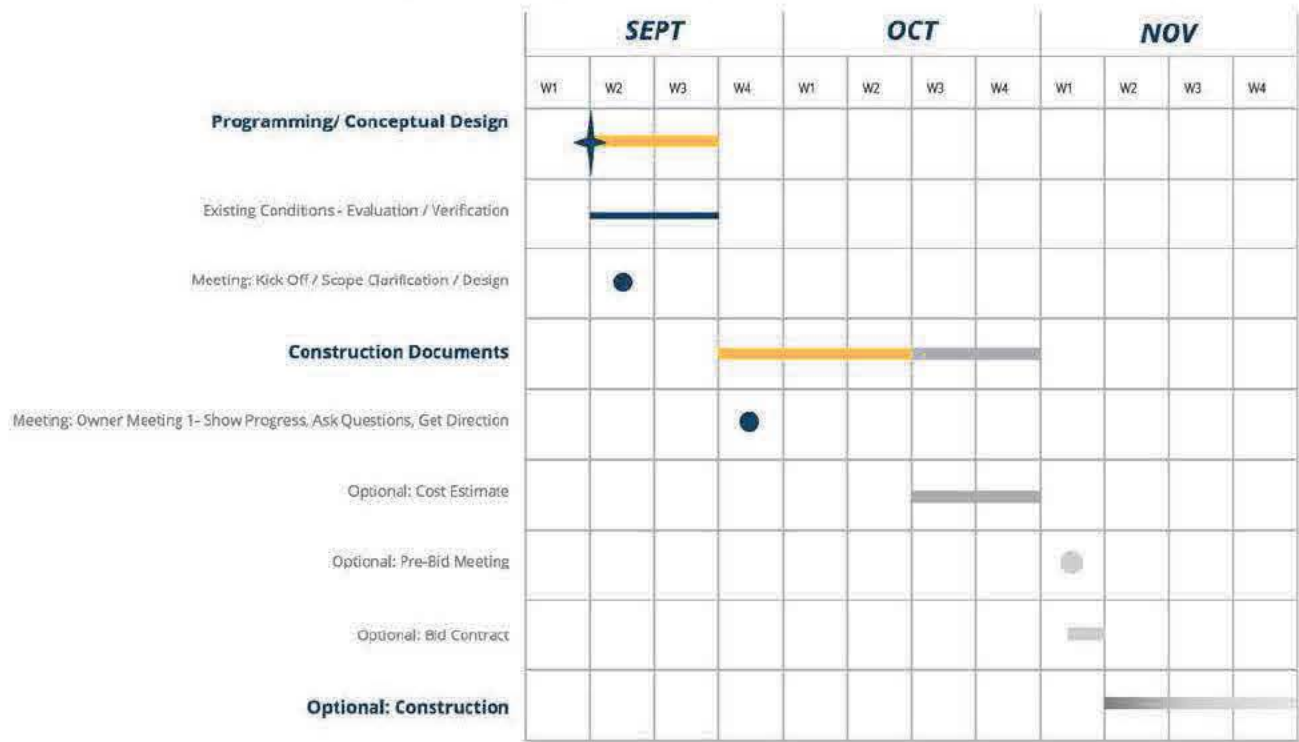 SEPT OCT NOV
W1 W2 W3 W4 W1 W2 W3 W4 W1 W2 W3 W4
Programming/ Conceptual Design
Existing Conditions - Evaluation / Verification
Meeting: Kick Off / Scope Clarification / Design
Construction Documents
Meeting: Owner Meeting 1- Show Progress, Ask Questions, Get Direction
Optional: Cost Estimate
Optional: Pre-Bid Meeting
Optional: Bid Contract
Optional: Construction